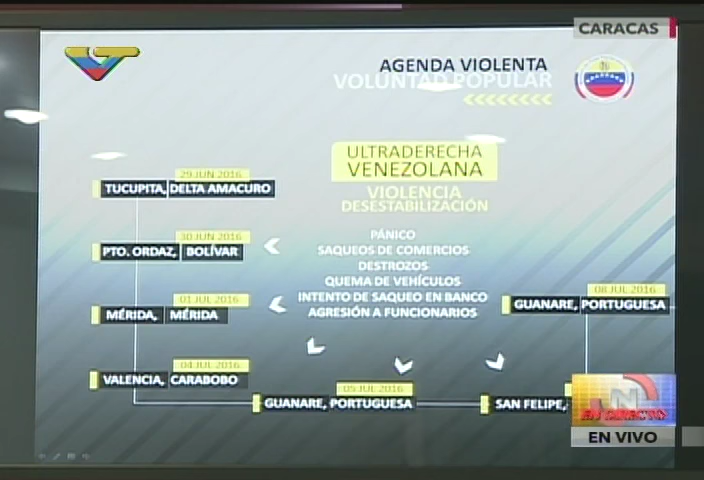 CARACAS
AGENDA VIOLENTA
VOLUNTAD POPULAR
ULTRADERECHA
VENEZOLANA
VIOLENCIA
DESESTABILIZACIÓN
PÁNICO
SAQUEOS DE COMERCIOS
DESTROZOS
QUEMA DE VEHÍCULOS
INTENTO DE SAQUEO EN BANCO
AGRESIÓN A FUNCIONARIOS
29 JUN 2016
TUCUPITA, DELTA AMACURO
30 JUN 2016
PTO. ORDAZ, BOLÍVAR
01 JUL 2016
MÉRIDA, MÉRIDA
04 JUL 2016
VALENCIA, CARABOBO
05 JUL 2016
GUANARE, PORTUGUESA
SAN FELIPE,
08 JUL 2016
GUANARE, PORTUGUESA
EN DIRECTO
EN VIVO